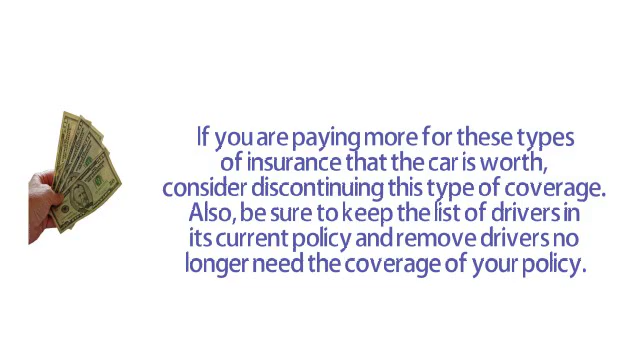 If you are paying more for these types
of insurance that the car is worth,
consider discontinuing this type of coverage.
Also, be sure to keep the list of drivers in
its current policy and remove drivers no
longer need the coverage of your policy.